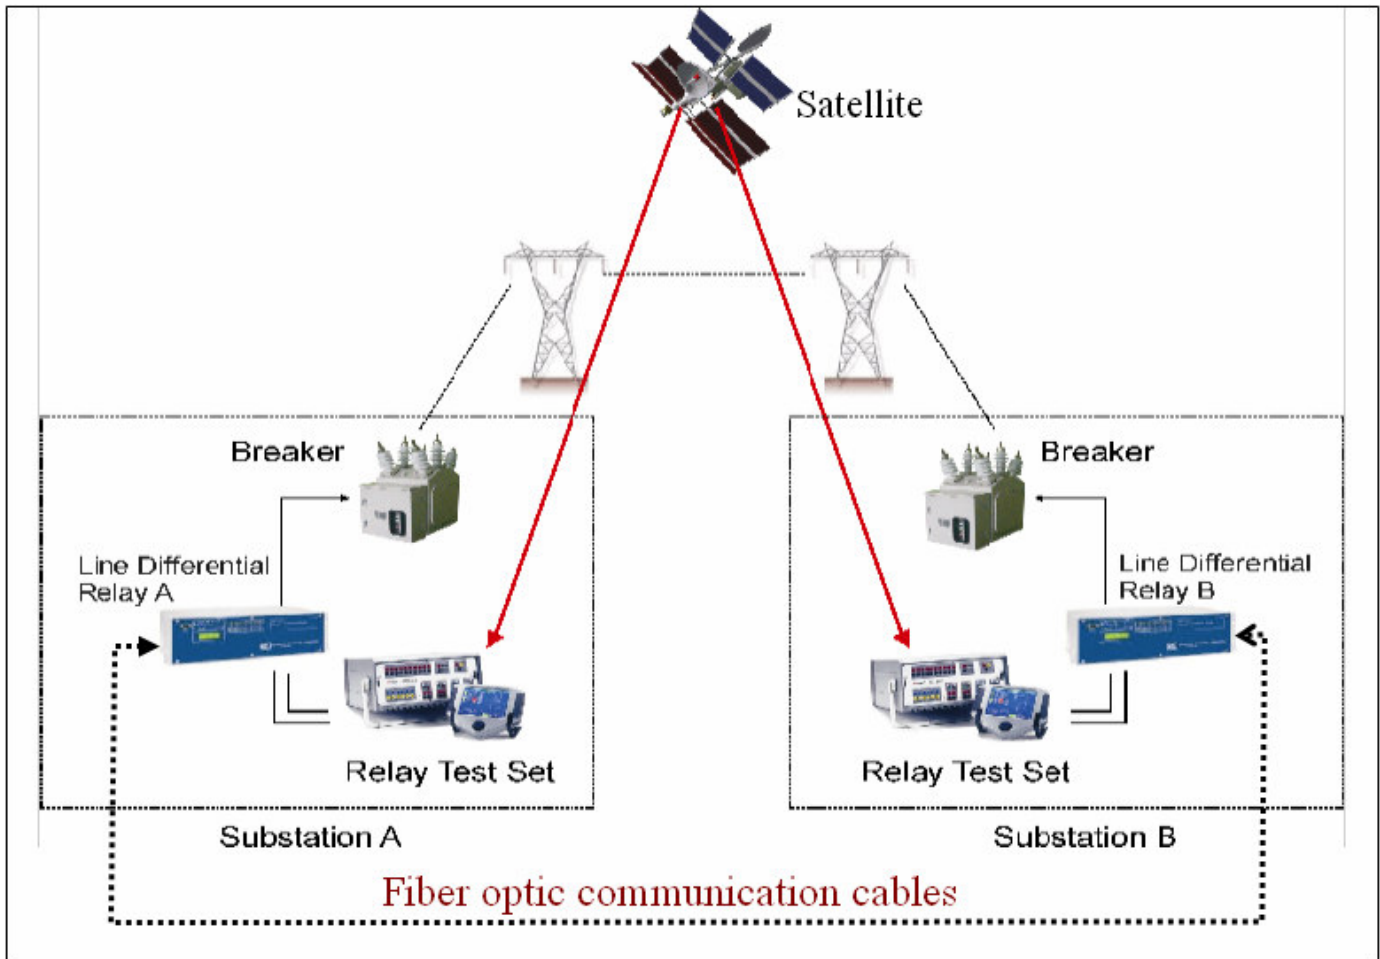 Satellite
Breaker
Breaker
Line Differential
Relay A
Line Differential
Relay B
Relay Test Set
Relay Test Set
Substation A
Substation B
Fiber optic communication cables